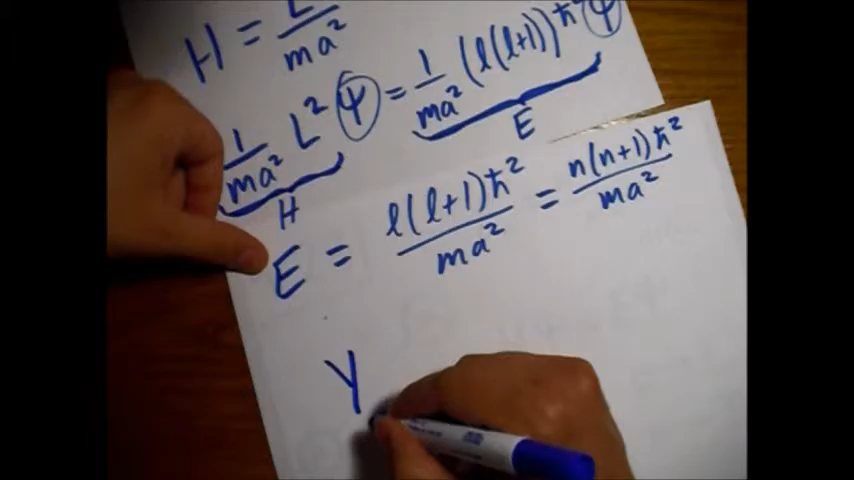 H = L² / ma²
1/ma² L² Ψ = 1/ma² (l(l+1))ħ² Ψ
H E
E = l(l+1)ħ² / ma² = n(n+1)ħ² / ma²
Y